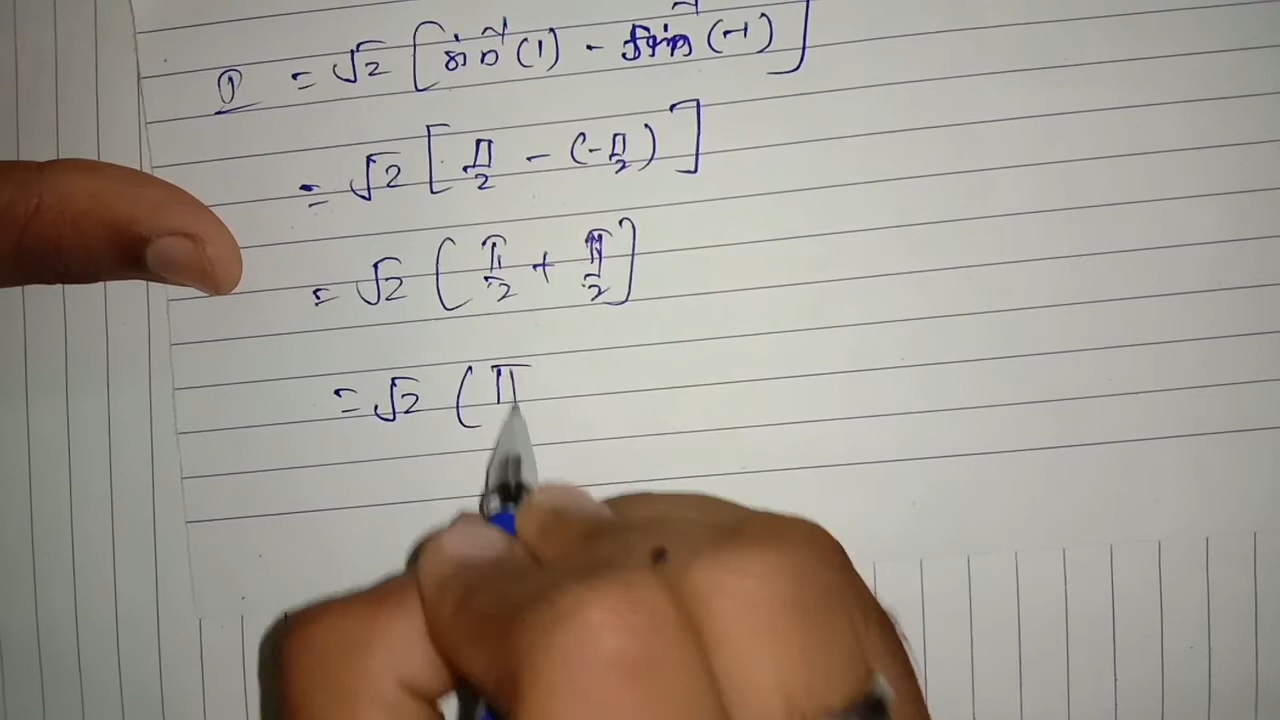 I = √2 [sin⁻¹(1) - sin⁻¹(-1)]
= √2 [π/2 - (-π/2)]
= √2 (π/2 + π/2]
= √2 (π